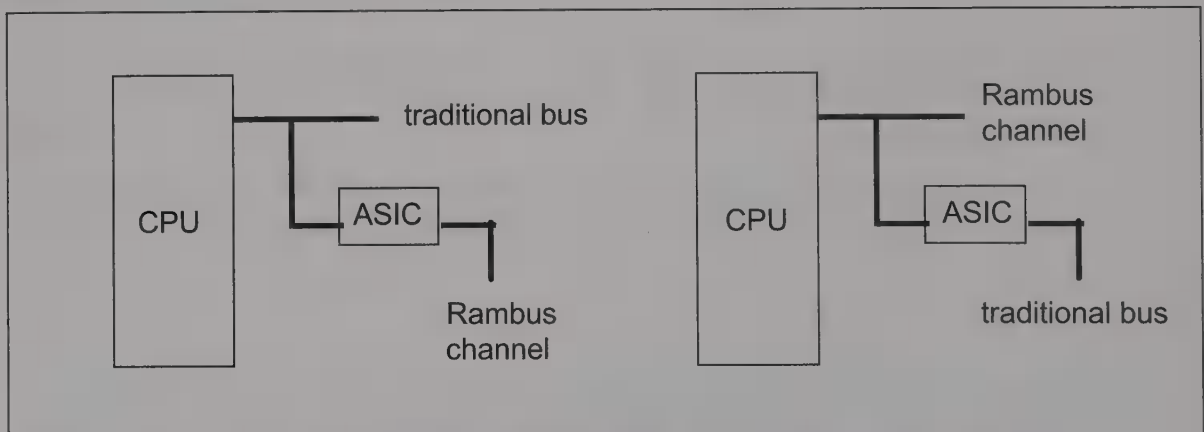 traditional bus
CPU
ASIC
Rambus
channel
Rambus
channel
CPU
ASIC
traditional bus